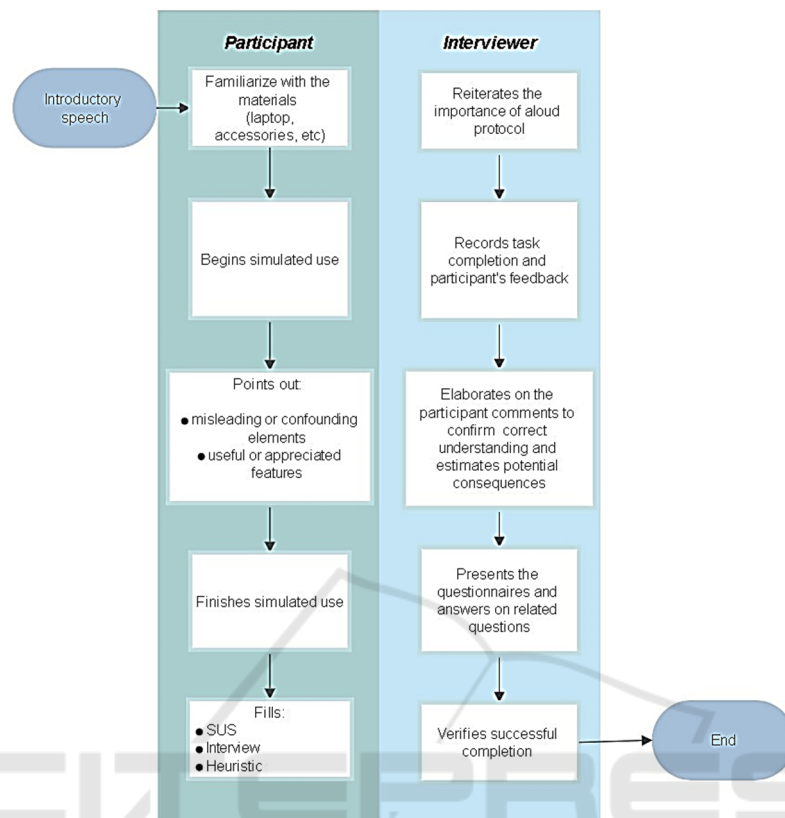 Participant
Interviewer
Introductory
speech
Familiarize with the
materials
(laptop,
accessories, etc)
Begins simulated use
Points out:
● misleading or confounding
elements
● useful or appreciated
features
Finishes simulated use
Fills:
● SUS
● Interview
● Heuristic
Reiterates the
importance of aloud
protocol
Records task
completion and
participant's feedback
Elaborates on the
participant comments to
confirm correct
understanding and
estimates potential
consequences
Presents the
questionnaires and
answers on related
questions
Verifies successful
completion
End